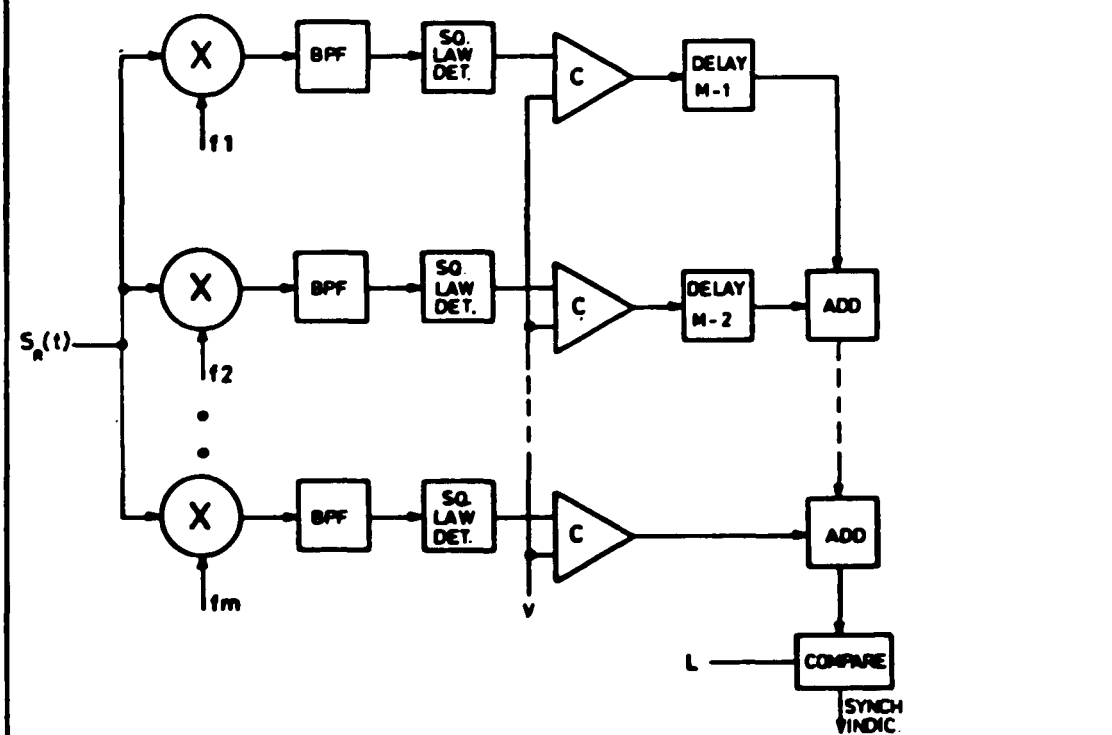 X
BPF
SQ.
LAW
DET.
C
DELAY
M-1
f1
X
BPF
SQ.
LAW
DET.
C
DELAY
M-2
ADD
S_R(t)
f2
X
BPF
SQ.
LAW
DET.
C
ADD
fm
V
L
COMPARE
SYNCH
INDIC.